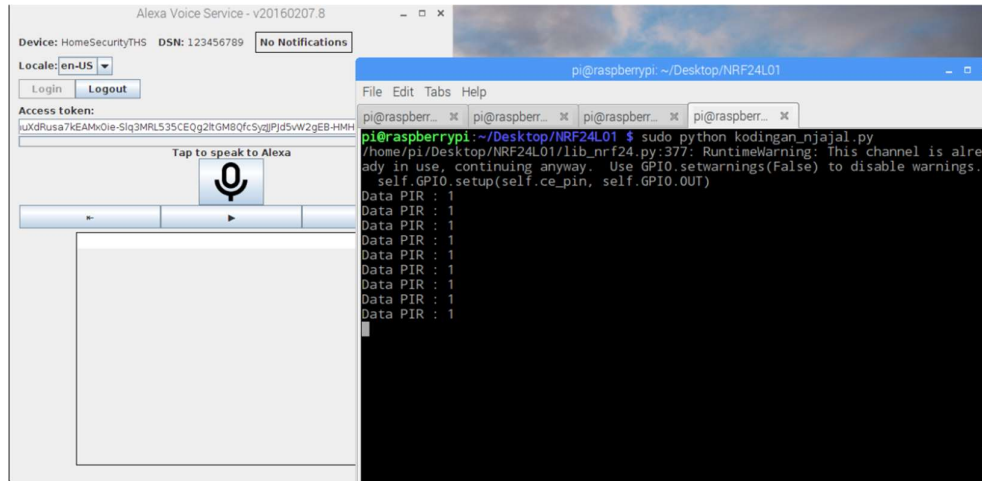 Alexa Voice Service - v20160207.8
Device: HomeSecurityTHS DSN: 123456789 No Notifications
Locale: en-US
Login Logout
Access token:
Tap to speak to Alexa
pi@raspberrypi: ~/Desktop/NRF24L01
File Edit Tabs Help
pi@raspberr... pi@raspberr... pi@raspberr... pi@raspberr...
pi@raspberrypi:~/Desktop/NRF24L01 $ sudo python kodingan_njajal.py
/home/pi/Desktop/NRF24L01/lib_nrf24.py:377: RuntimeWarning: This channel is alre
ady in use, continuing anyway.  Use GPIO.setwarnings(False) to disable warnings.
  self.GPIO.setup(self.ce_pin, self.GPIO.OUT)
Data PIR : 1
Data PIR : 1
Data PIR : 1
Data PIR : 1
Data PIR : 1
Data PIR : 1
Data PIR : 1
Data PIR : 1
Data PIR : 1